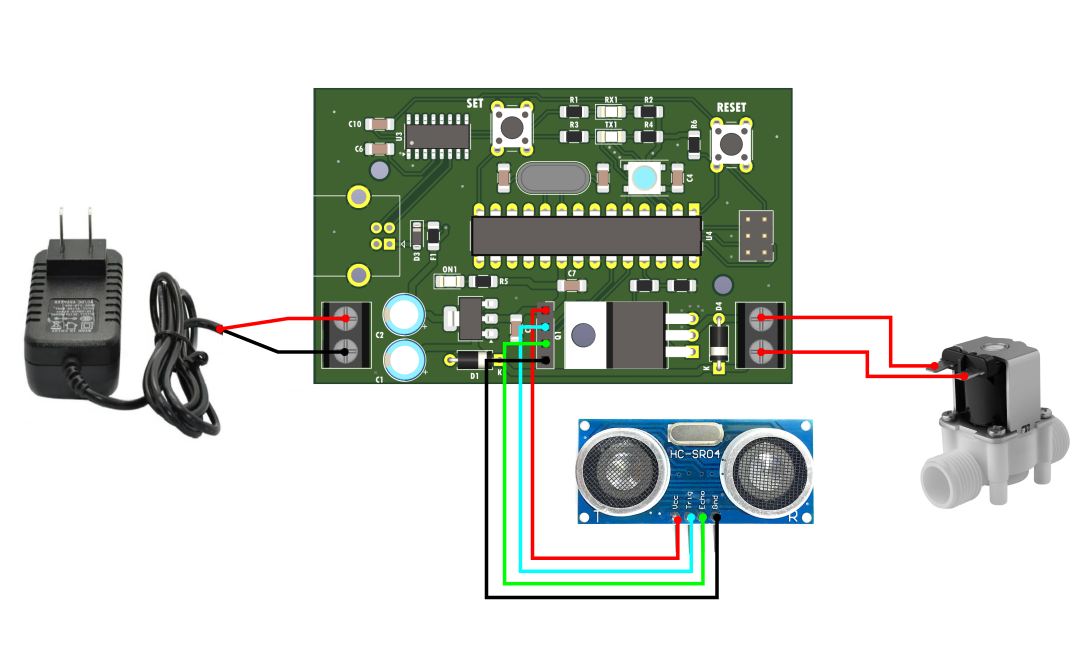 SET
RESET
R1
RX1
R2
C10
U3
R3
TX1
R4
R6
C6
C4
U4
D3
F1
ON1
R5
C7
C2
C
Q1
D4
C1
D1
K
K
HC-SR04
Vcc
Trig
Echo
Gnd
T
R